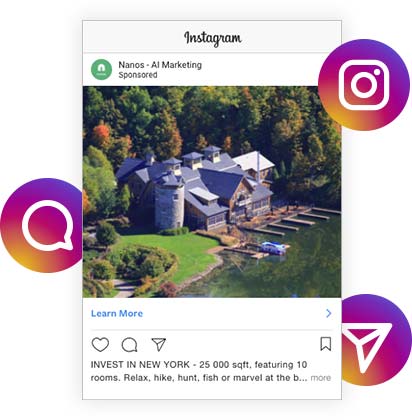 Instagram
Nanos - AI Marketing
Sponsored
Learn More
INVEST IN NEW YORK - 25 000 sqft, featuring 10
rooms. Relax, hike, hunt, fish or marvel at the b... more